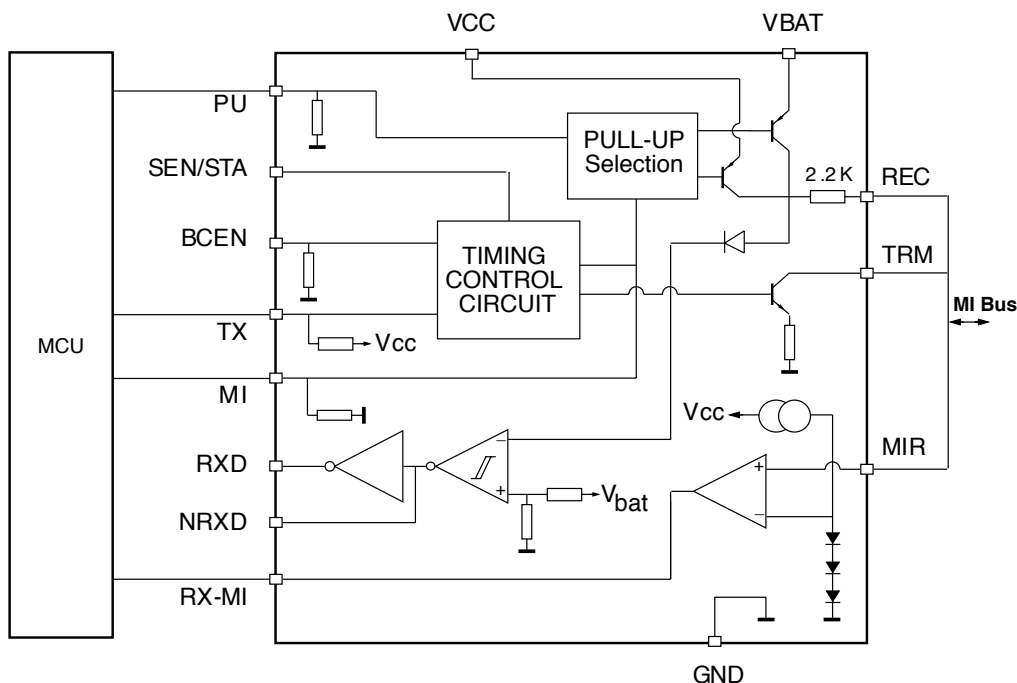 VCC
VBAT
PU
PULL-UP
Selection
SEN/STA
2.2K
REC
BCEN
TIMING
CONTROL
CIRCUIT
TRM
MI Bus
TX
Vcc
MCU
MI
Vcc
MIR
RXD
−
+
Vbat
+
−
NRXD
RX-MI
GND